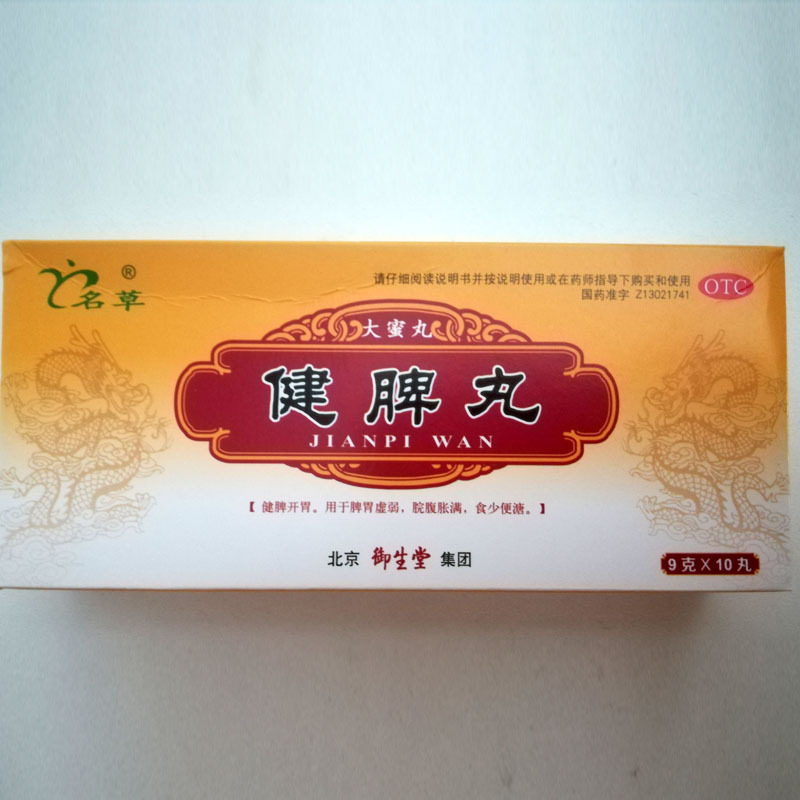 名草®
请仔细阅读说明书并按说明使用或在药师指导下购买和使用
国药准字 Z13021741
OTC
大蜜丸
健脾丸
JIANPI WAN
【 健脾开胃。用于脾胃虚弱，脘腹胀满，食少便溏。】
北京 御生堂 集团
9克X10丸